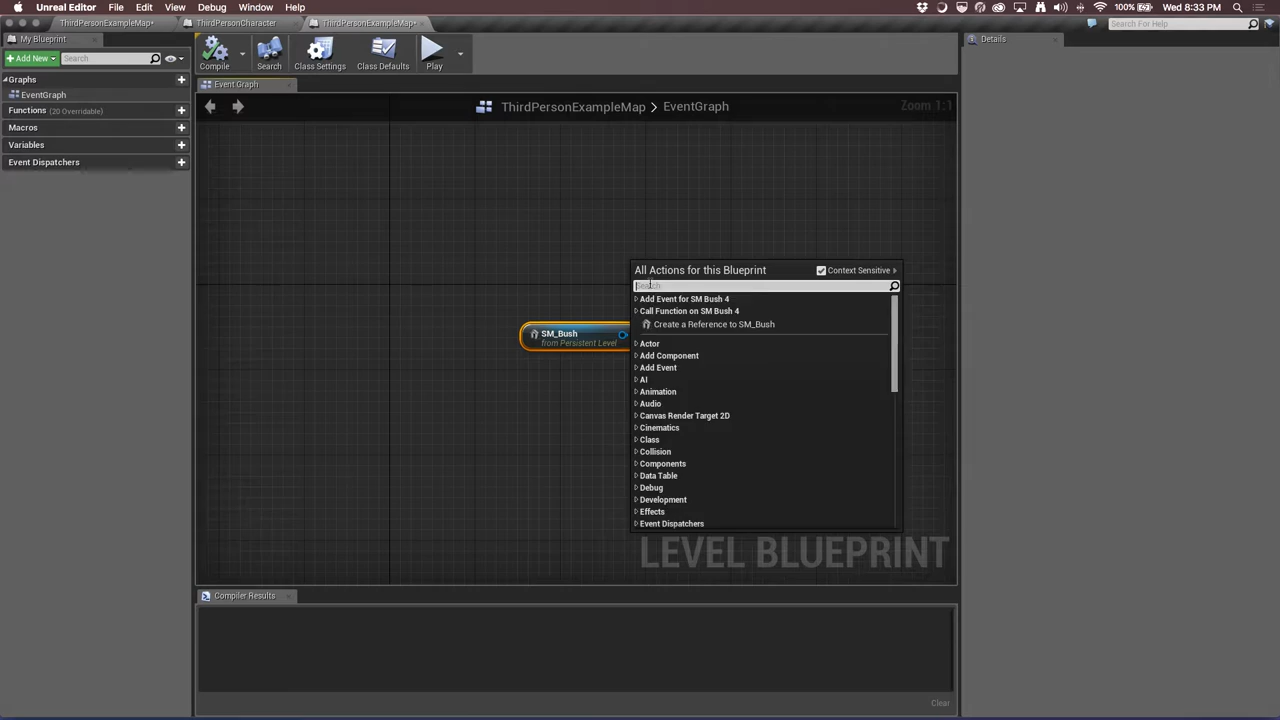 Unreal Editor File Edit View Debug Window Help 100% Wed 8:33 PM
ThirdPersonExampleMap* ThirdPersonCharacter ThirdPersonExampleMap* Search For Help
My Blueprint
Add New Search
Graphs
EventGraph
Functions (20 Overridable)
Macros
Variables
Event Dispatchers
Compile Search Class Settings Class Defaults Play
Event Graph
ThirdPersonExampleMap > EventGraph Zoom 1:1
SM_Bush
from Persistent Level
All Actions for this Blueprint Context Sensitive
Search
Add Event for SM Bush 4
Call Function on SM Bush 4
Create a Reference to SM_Bush
Actor
Add Component
Add Event
AI
Animation
Audio
Canvas Render Target 2D
Cinematics
Class
Collision
Components
Data Table
Debug
Development
Effects
Event Dispatchers
LEVEL BLUEPRINT
Compiler Results
Clear
Details